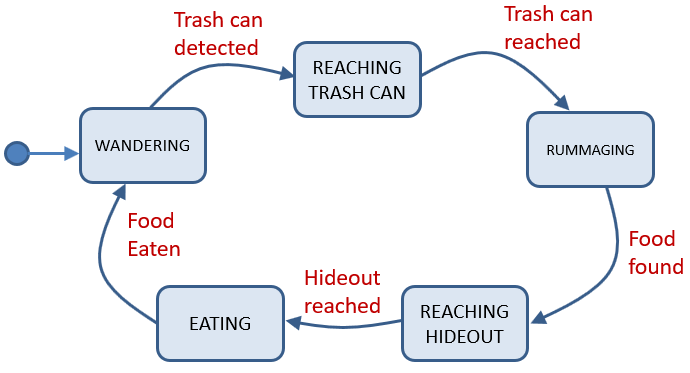 Trash can
detected
Trash can
reached
REACHING
TRASH CAN
WANDERING
RUMMAGING
Food
Eaten
Food
found
Hideout
reached
EATING
REACHING
HIDEOUT